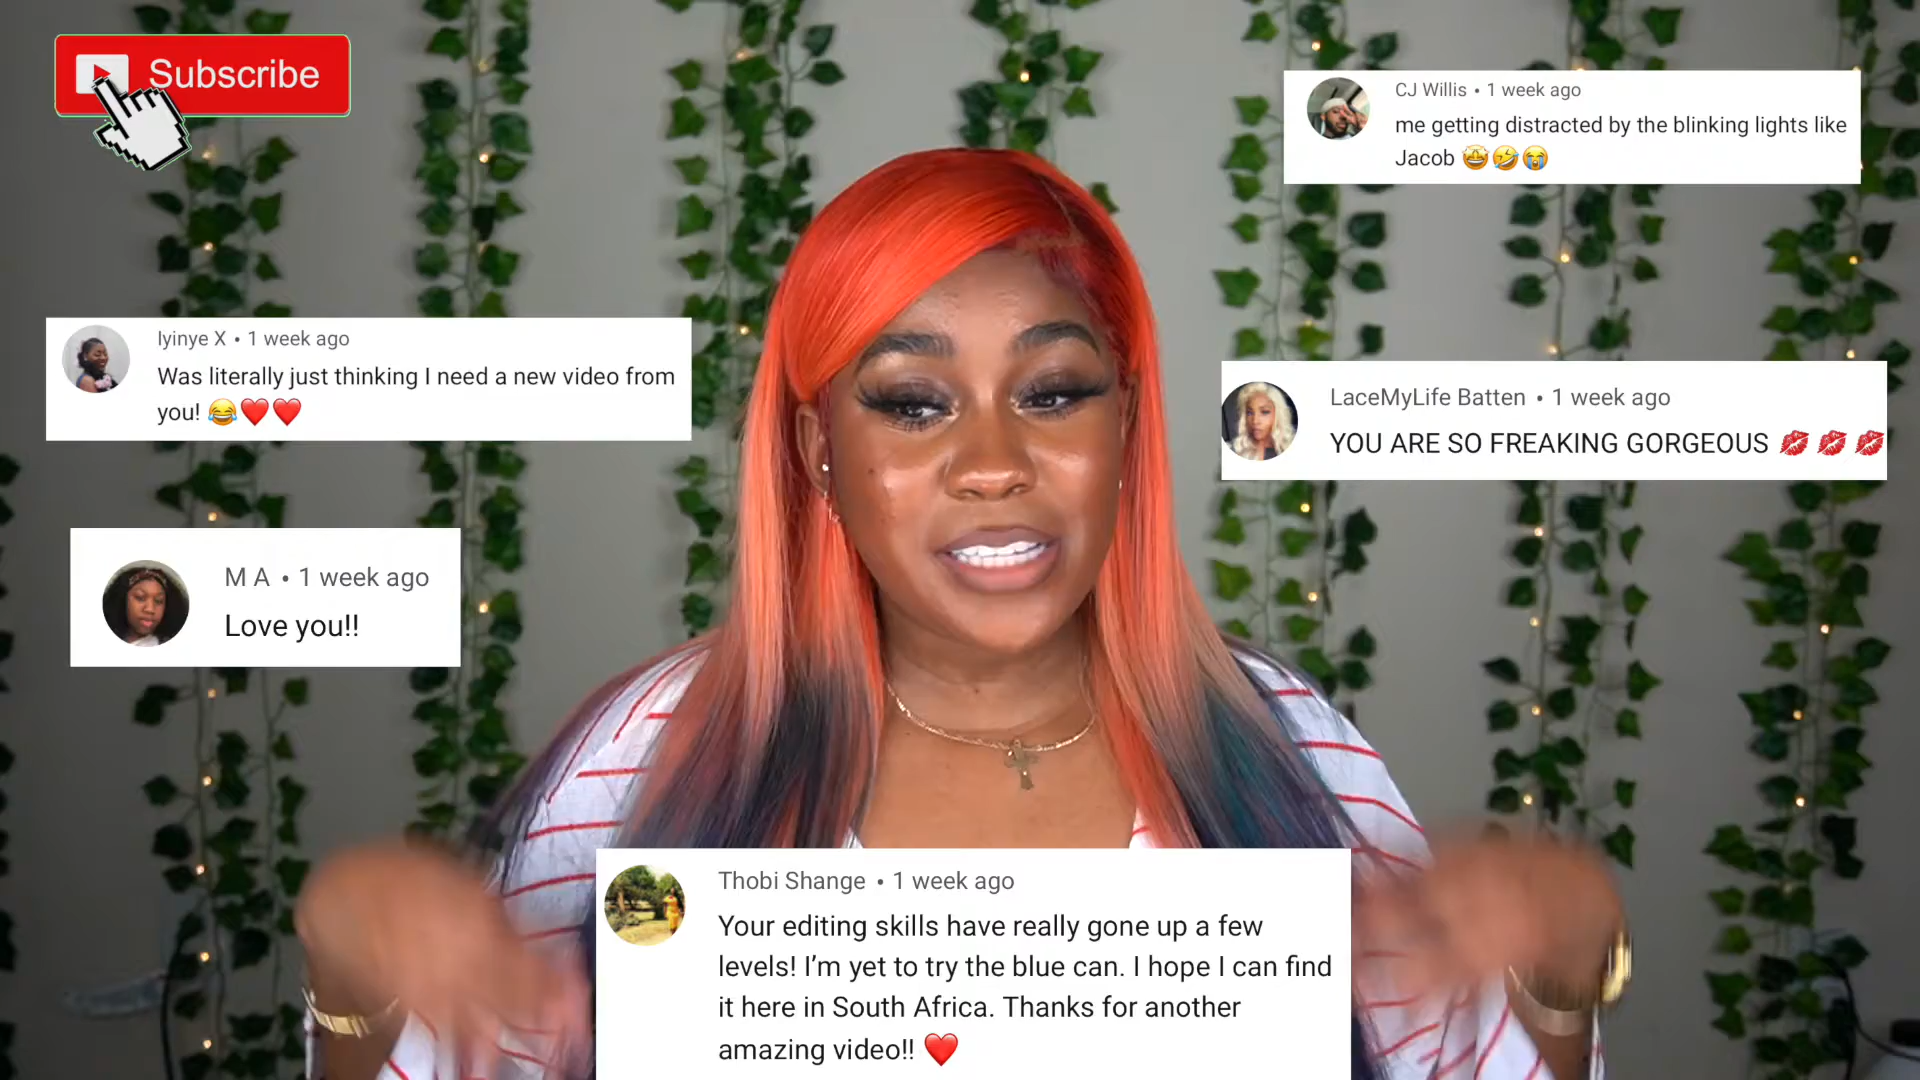 Subscribe
CJ Willis • 1 week ago
me getting distracted by the blinking lights like
Jacob 🤩🤣😭
Iyinye X • 1 week ago
Was literally just thinking I need a new video from
you! 😂❤️❤️
LaceMyLife Batten • 1 week ago
YOU ARE SO FREAKING GORGEOUS 💋💋💋
M A • 1 week ago
Love you!!
Thobi Shange • 1 week ago
Your editing skills have really gone up a few
levels! I'm yet to try the blue can. I hope I can find
it here in South Africa. Thanks for another
amazing video!! ❤️